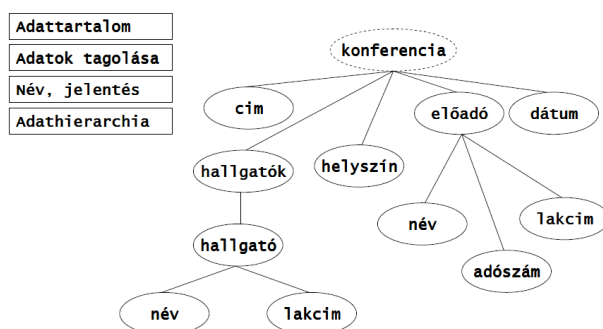 Adattartalom
Adatok tagolása
Név, jelentés
Adathierarchia
konferencia
cim
előadó
dátum
hallgatók
helyszín
név
lakcim
hallgató
adószám
név
lakcim